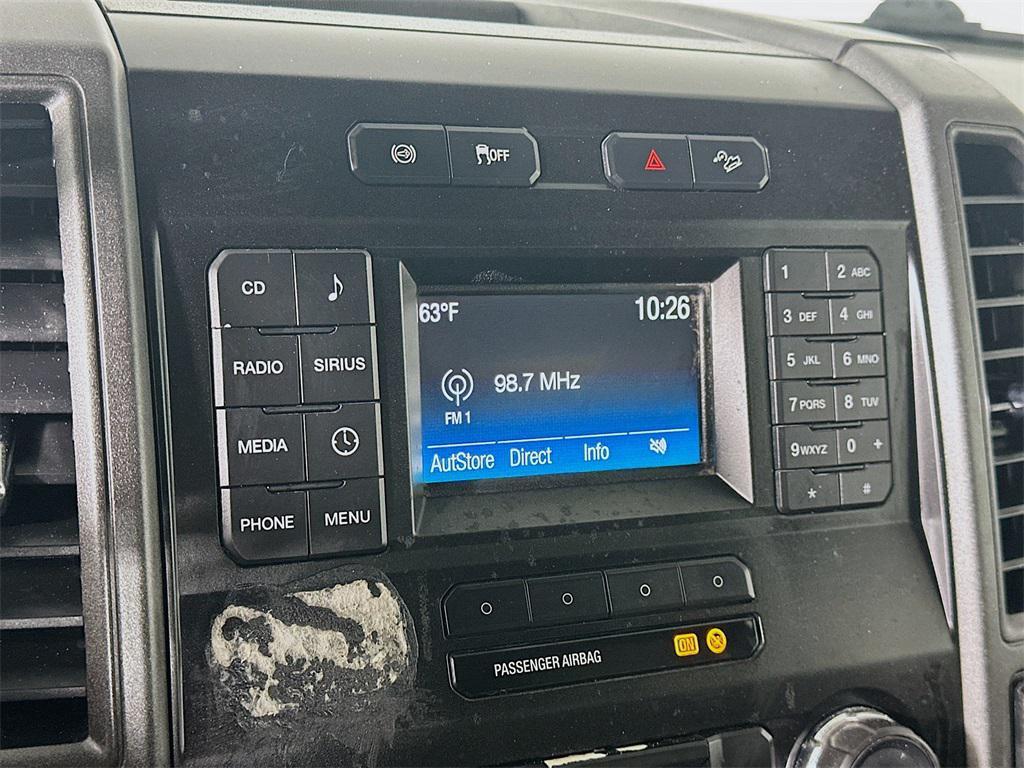 OFF
CD
RADIO SIRIUS
MEDIA
PHONE MENU
63°F 10:26
98.7 MHz
FM 1
AutStore Direct Info
1 2 ABC
3 DEF 4 GHI
5 JKL 6 MNO
7 PQRS 8 TUV
9 WXYZ 0 +
* #
PASSENGER AIRBAG ON